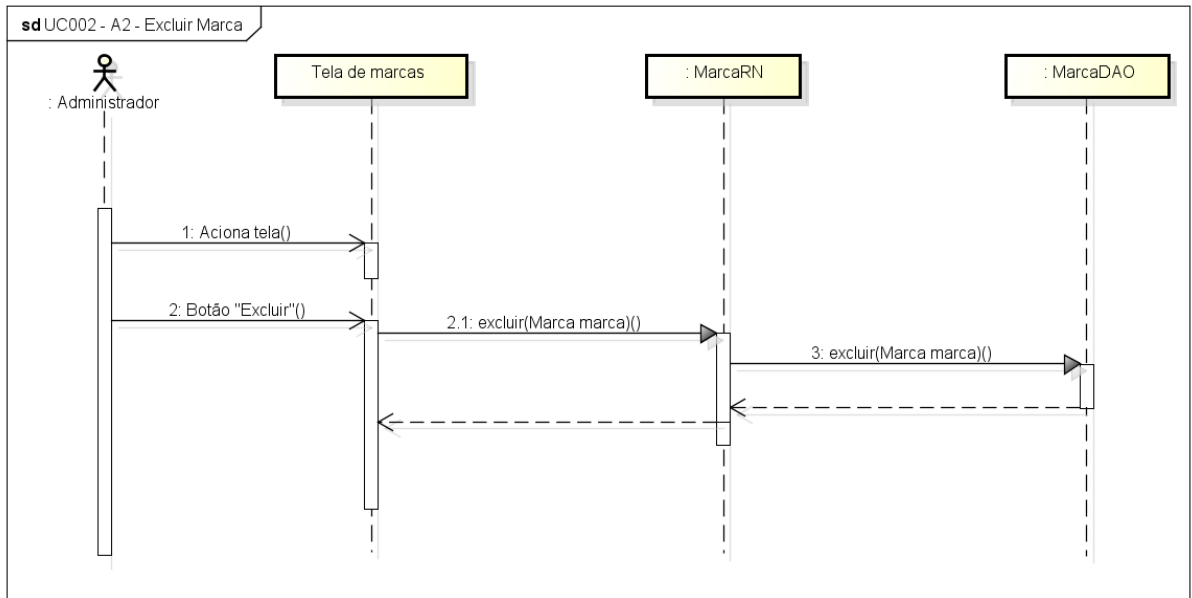 sd UC002 - A2 - Excluir Marca
: Administrador
Tela de marcas
: MarcaRN
: MarcaDAO
1: Aciona tela()
2: Botão "Excluir"()
2.1: excluir(Marca marca)()
3: excluir(Marca marca)()